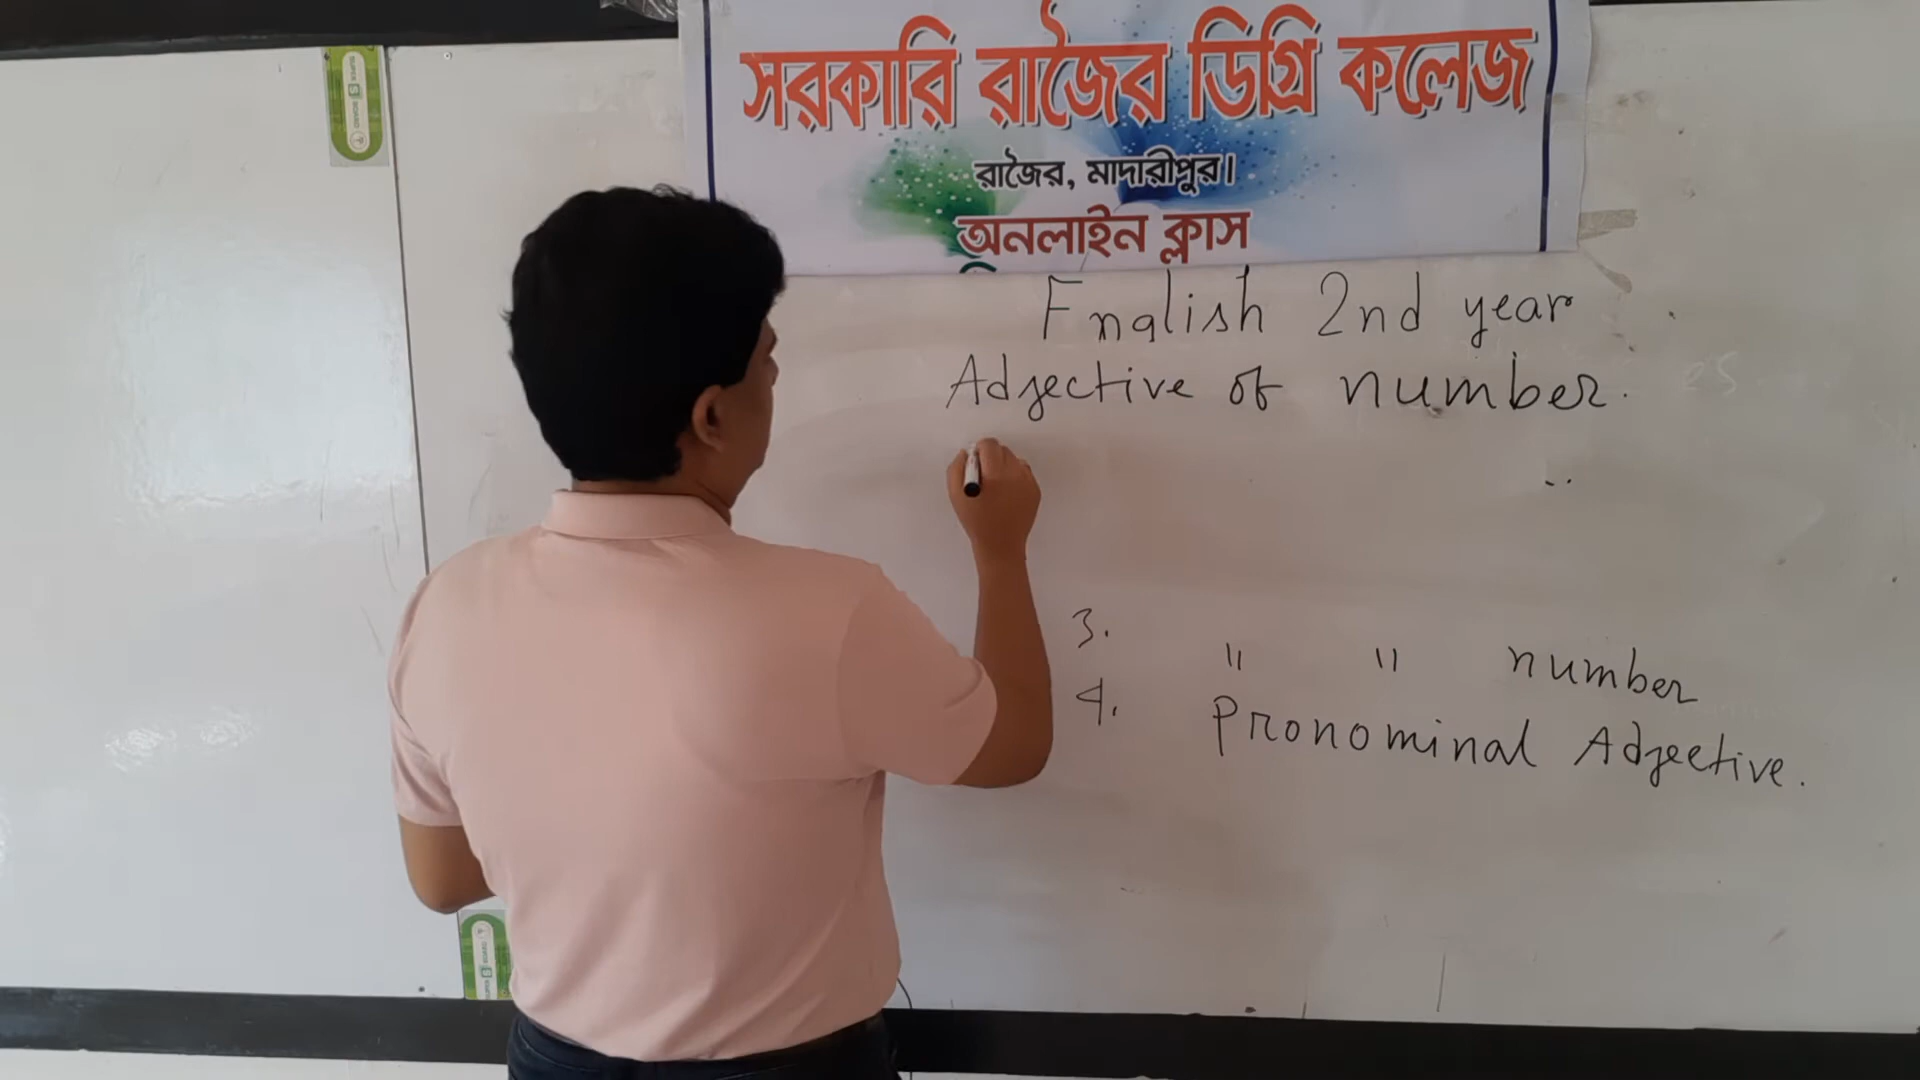 সরকারি রাজৈর ডিগ্রি কলেজ
রাজৈর, মাদারীপুর।
অনলাইন ক্লাস
English 2nd year
Adjective of number.
3. " " number
4. Pronominal Adjective.